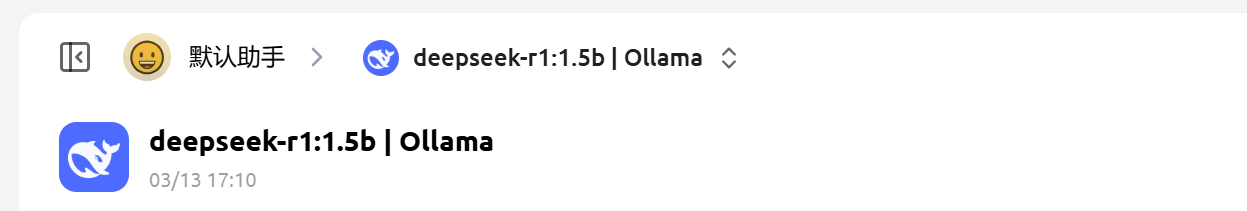 默认助手 deepseek-r1:1.5b | Ollama
deepseek-r1:1.5b | Ollama
03/13 17:10